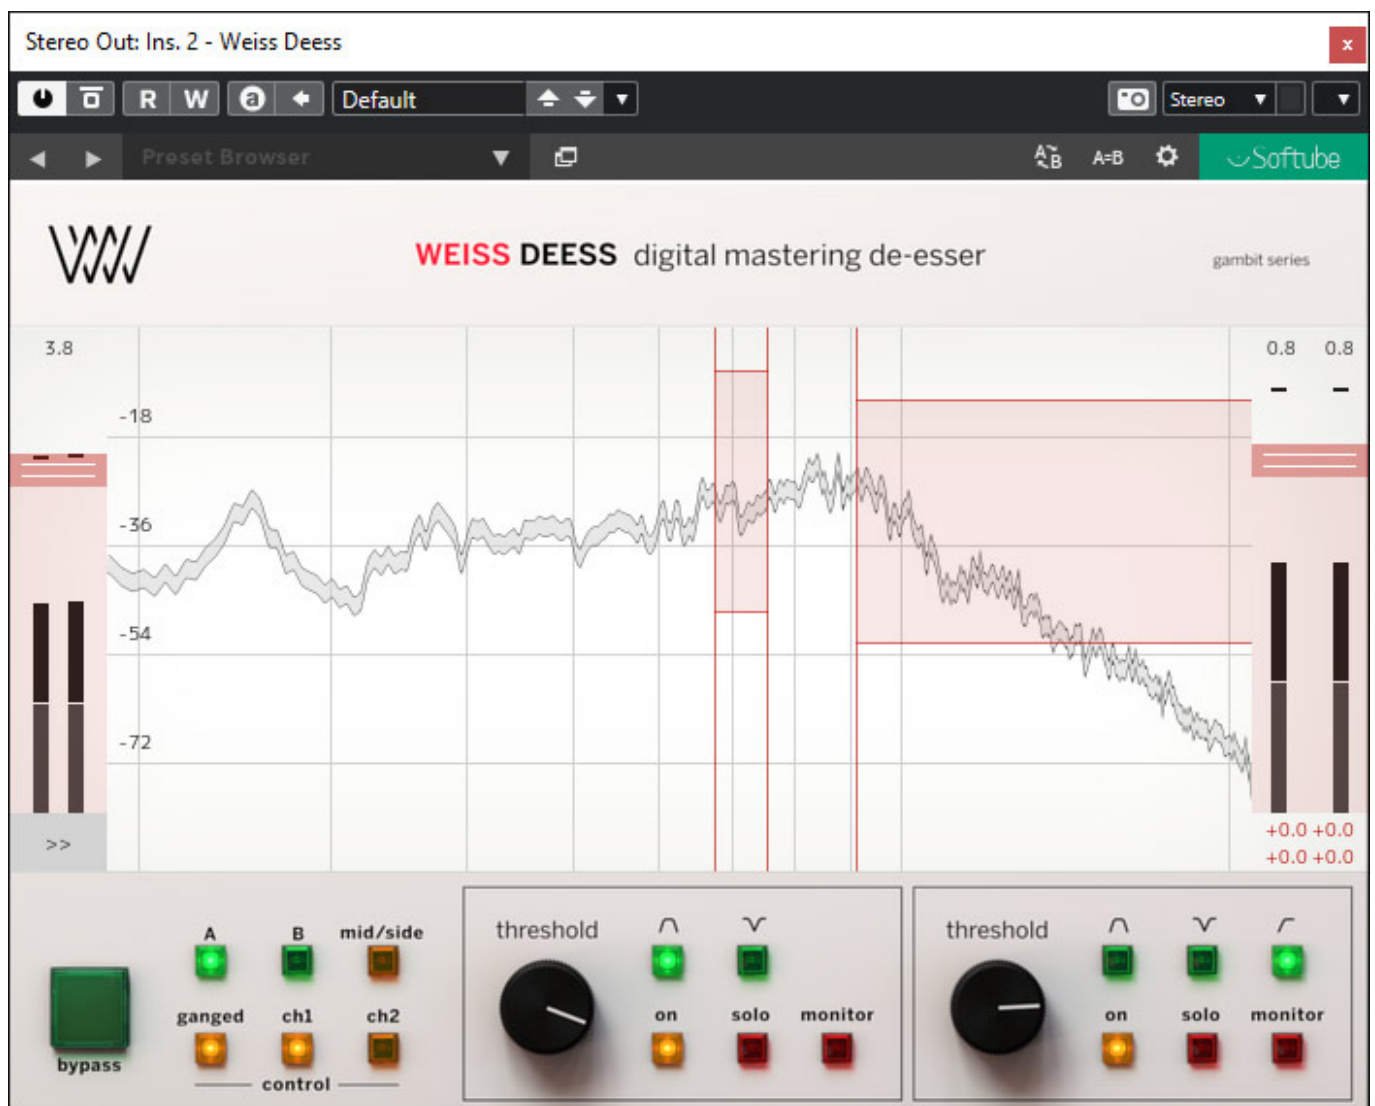 Stereo Out: Ins. 2 - Weiss Deess
x
R W a Default Stereo
Preset Browser A B A=B Softube
WEISS DEESS digital mastering de-esser gambit series
3.8 0.8 0.8
-18
-36
-54
-72
+0.0 +0.0
>>
+0.0 +0.0
A B mid/side threshold threshold
ganged ch1 ch2 on solo monitor on solo monitor
bypass
control